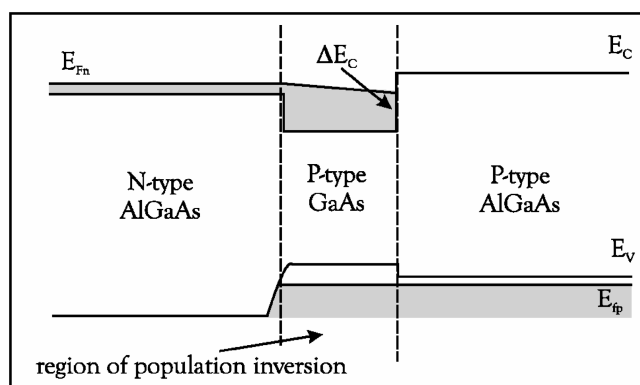 E_Fn
ΔE_C
E_C
N-type
AlGaAs
P-type
GaAs
P-type
AlGaAs
E_V
E_fp
region of population inversion